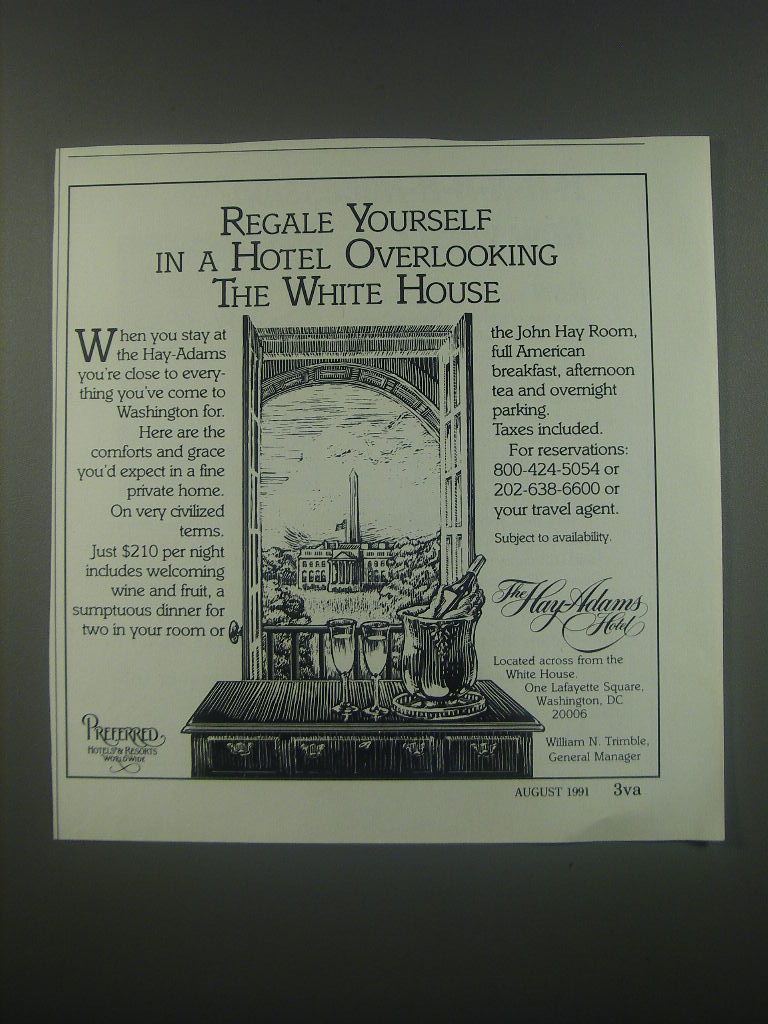 REGALE YOURSELF
IN A HOTEL OVERLOOKING
THE WHITE HOUSE
When you stay at
the Hay-Adams
you're close to every-
thing you've come to
Washington for.
Here are the
comforts and grace
you'd expect in a fine
private home.
On very civilized
terms.
Just $210 per night
includes welcoming
wine and fruit, a
sumptuous dinner for
two in your room or
the John Hay Room,
full American
breakfast, afternoon
tea and overnight
parking.
Taxes included.
For reservations:
800-424-5054 or
202-638-6600 or
your travel agent.
Subject to availability.
The Hay-Adams
Hotel
Located across from the
White House.
One Lafayette Square,
Washington, DC
20006
William N. Trimble,
General Manager
PREFERRED
HOTELS & RESORTS
WORLDWIDE
AUGUST 1991 3va